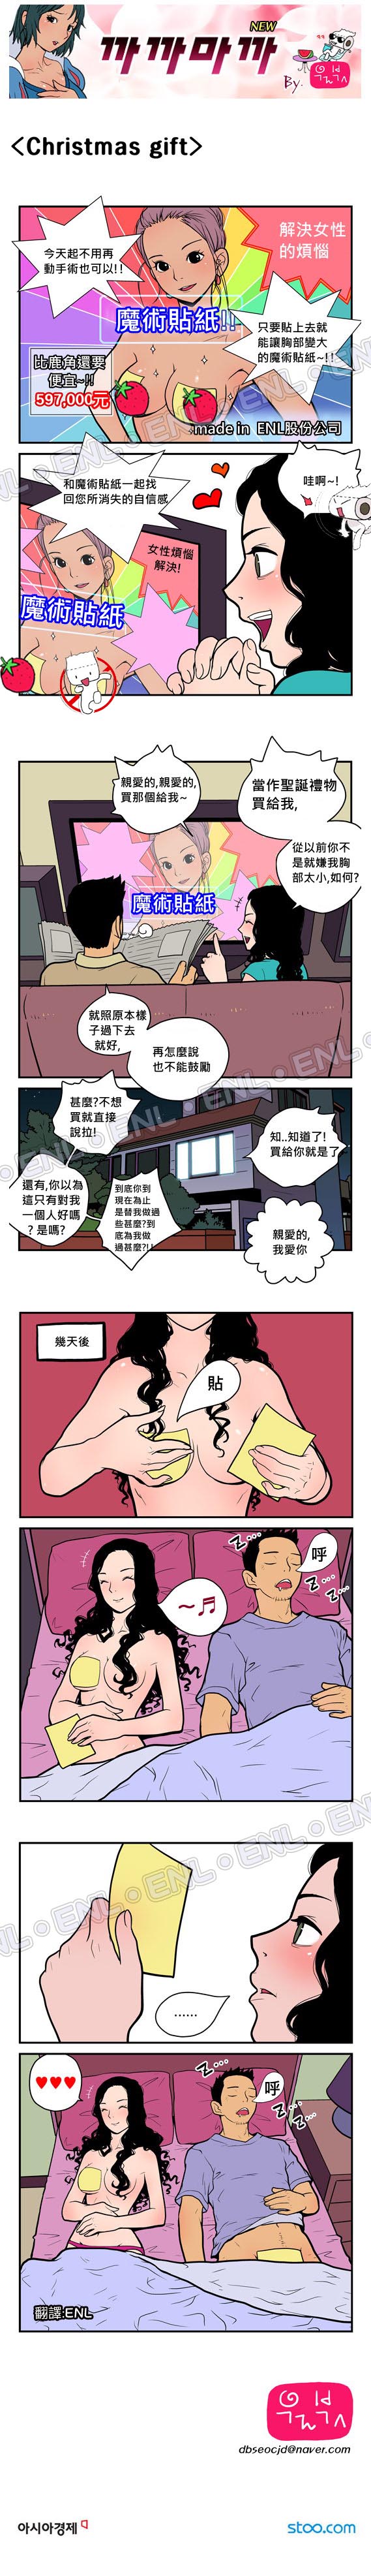 NEW
까까마까
By.
<Christmas gift>
今天起不用再
動手術也可以!!
解決女性
的煩惱
魔術貼紙!!
只要貼上去就
能讓胸部變大
的魔術貼紙~!!
比鹿角還要
便宜~!!
597,000元
made in ENL股份公司
和魔術貼紙一起找
回您所消失的自信感
哇啊~!
女性煩惱
解決!
魔術貼紙
親愛的,親愛的,
買那個給我~
當作聖誕禮物
買給我,
從以前你不
是就嫌我胸
部太小,如何?
魔術貼紙
就照原本樣
子過下去
就好,
再怎麼說
也不能鼓勵
甚麼?不想
買就直接
說拉!
知..知道了!
買給你就是了
還有,你以為
這只有對我
一個人好嗎
? 是嗎?
到底你到
現在為止
是替我做過
些甚麼?到
底為我做
過甚麼?!!
親愛的,
我愛你
幾天後
貼
Z...
呼
Z...
Z...
~♬
......
♥♥♥
Z...
呼
Z...
Z...
翻譯:ENL
dbseocjd@naver.com
아시아경제
stoo.com
ENL